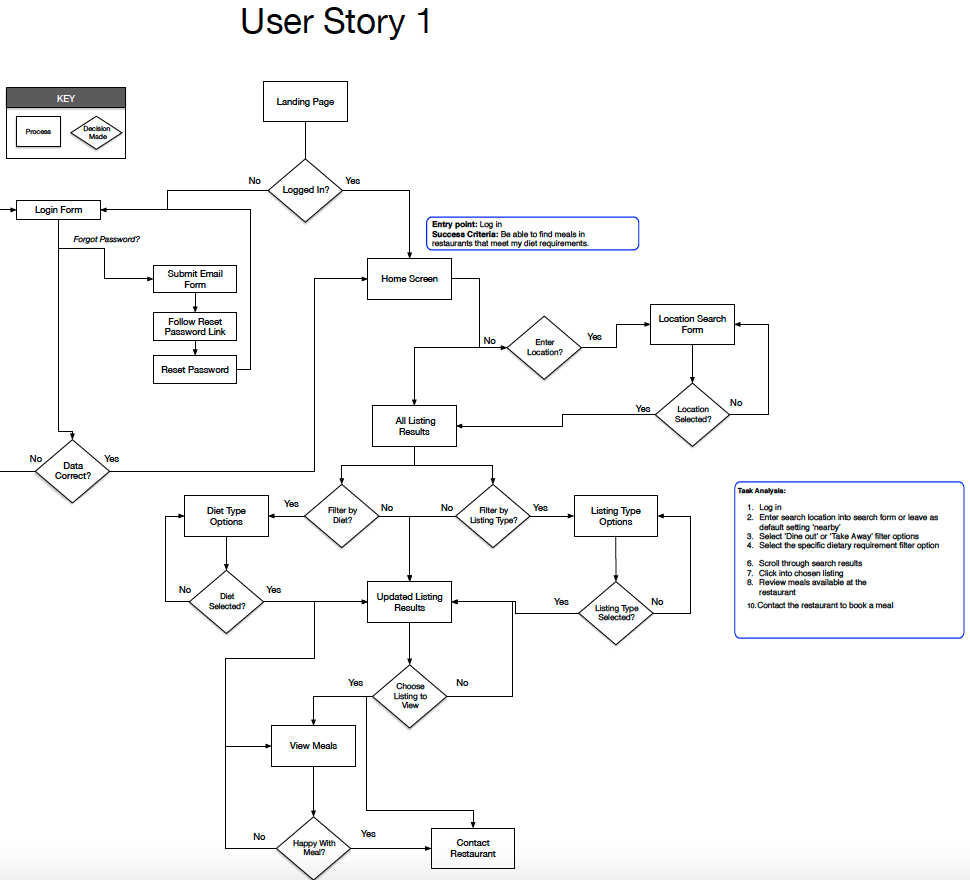 User Story 1
KEY
Process
Decision
Made
Landing Page
Logged In?
No
Yes
Login Form
Forgot Password?
Submit Email
Form
Follow Reset
Password Link
Reset Password
Entry point: Log in
Success Criteria: Be able to find meals in
restaurants that meet my diet requirements.
Home Screen
No
Enter
Location?
Yes
Location Search
Form
Location
Selected?
Yes
No
All Listing
Results
No
Data
Correct?
Yes
Diet Type
Options
Yes
Filter by
Diet?
No
No
Filter by
Listing Type?
Yes
Listing Type
Options
Task Analysis:
1. Log in
2. Enter search location into search form or leave as
default setting 'nearby'
3. Select 'Dine out' or 'Take Away' filter options
4. Select the specific dietary requirement filter option
6. Scroll through search results
7. Click into chosen listing
8. Review meals available at the
restaurant
10. Contact the restaurant to book a meal
No
Diet
Selected?
Yes
Updated Listing
Results
Yes
Listing Type
Selected?
No
Yes
Choose
Listing to
View
No
View Meals
No
Happy With
Meal?
Yes
Contact
Restaurant